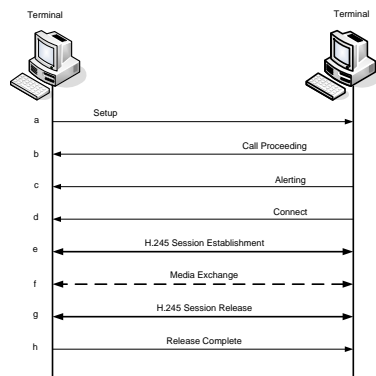 Terminal
Terminal
a Setup
b Call Proceeding
c Alerting
d Connect
e H.245 Session Establishment
f Media Exchange
g H.245 Session Release
h Release Complete